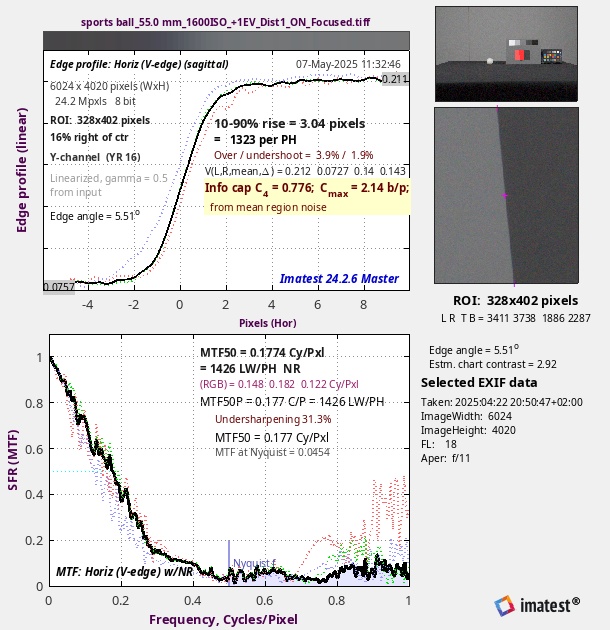 sports ball_55.0 mm_1600ISO_+1EV_Dist1_ON_Focused.tiff
Edge profile: Horiz (V-edge) (sagittal)
07-May-2025 11:32:46
6024 x 4020 pixels (WxH)
24.2 Mpxls 8 bit
ROI: 328x402 pixels
16% right of ctr
Y-channel (YR 16)
Linearized, gamma = 0.5
from input
Edge angle = 5.51⁰
0.211
10-90% rise = 3.04 pixels
= 1323 per PH
Over / undershoot = 3.9% / 1.9%
V(L,R,mean,Δ) = 0.212 0.0727 0.14 0.143
Info cap C₄ = 0.776; Cmax = 2.14 b/p;
from mean region noise
Imatest 24.2.6 Master
0.0757
Edge profile (linear)
-4 -2 0 2 4 6 8
Pixels (Hor)
ROI: 328x402 pixels
L R T B = 3411 3738 1886 2287
Edge angle = 5.51⁰
Estm. chart contrast = 2.92
Selected EXIF data
Taken: 2025:04:22 20:50:47+02:00
ImageWidth: 6024
ImageHeight: 4020
FL: 18
Aper: f/11
MTF50 = 0.1774 Cy/Pxl
= 1426 LW/PH NR
(RGB) = 0.148 0.182 0.122 Cy/Pxl
MTF50P = 0.177 C/P = 1426 LW/PH
Undersharpening 31.3%
MTF50 = 0.177 Cy/Pxl
MTF at Nyquist = 0.0454
SFR (MTF)
1
0.8
0.6
0.4
0.2
0
Nyquist f
MTF: Horiz (V-edge) w/NR
0 0.2 0.4 0.6 0.8 1
Frequency, Cycles/Pixel
imatest®